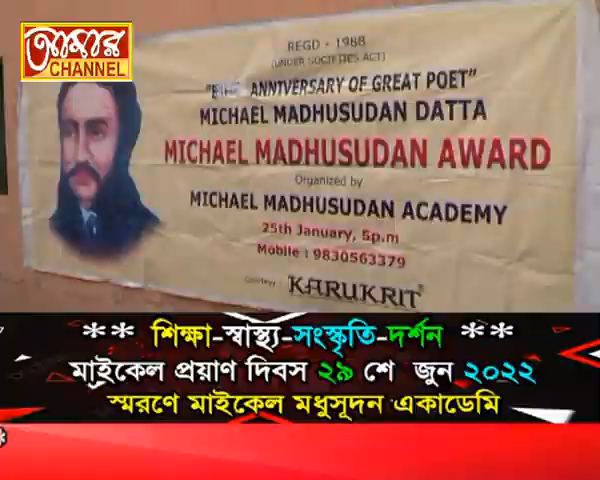 আমার
CHANNEL
REGD - 1988
(UNDER SOCIETIES ACT)
ANNIVERSARY OF GREAT POET"
MICHAEL MADHUSUDAN DATTA
MICHAEL MADHUSUDAN AWARD
Organized by
MICHAEL MADHUSUDAN ACADEMY
25th January, 5p.m
Mobile : 9830563379
KARUKRIT
** শিক্ষা-স্বাস্থ্য-সংস্কৃতি-দর্শন **
মাইকেল প্রয়াণ দিবস ২৯ শে জুন ২০২২
স্মরণে মাইকেল মধুসূদন একাডেমি